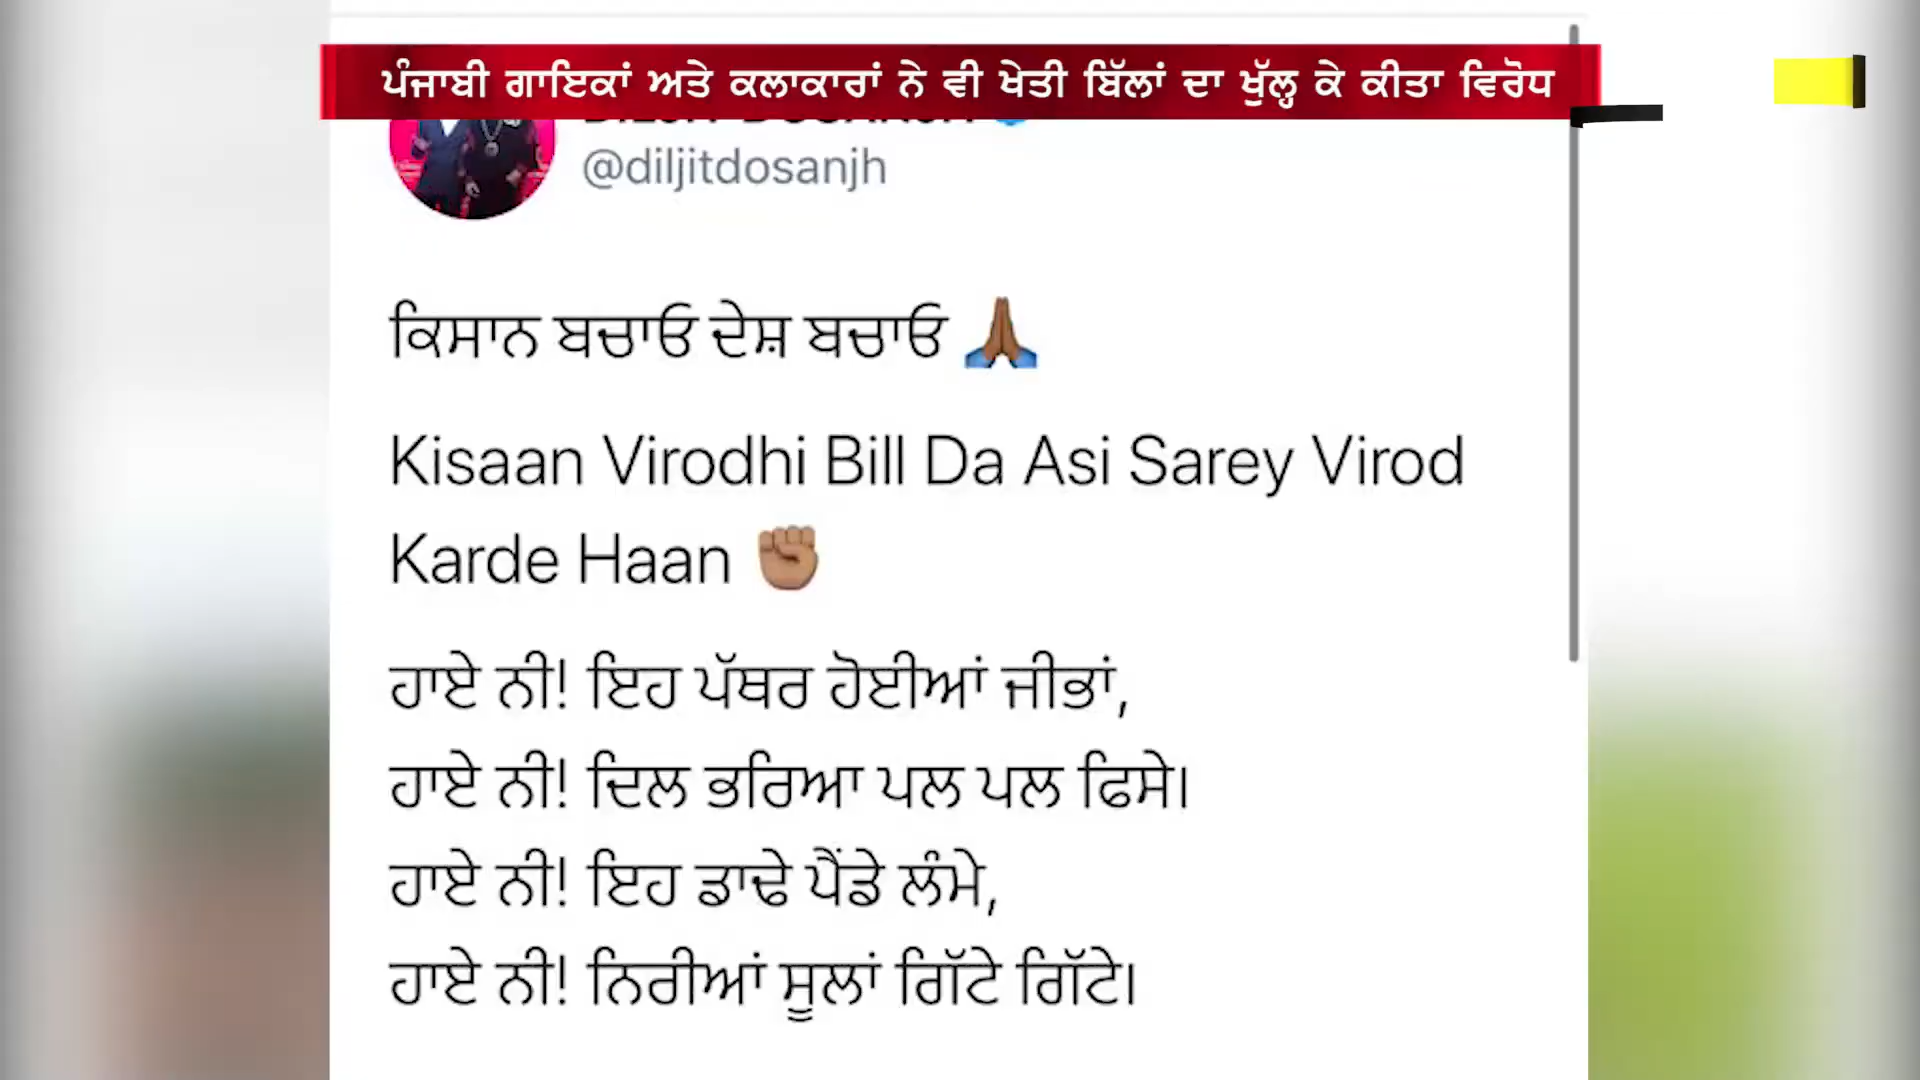 ਪੰਜਾਬੀ ਗਾਇਕਾਂ ਅਤੇ ਕਲਾਕਾਰਾਂ ਨੇ ਵੀ ਖੇਤੀ ਬਿੱਲਾਂ ਦਾ ਖੁੱਲ੍ਹ ਕੇ ਕੀਤਾ ਵਿਰੋਧ
@diljitdosanjh
ਕਿਸਾਨ ਬਚਾਓ ਦੇਸ਼ ਬਚਾਓ 🙏🏾
Kisaan Virodhi Bill Da Asi Sarey Virod
Karde Haan ✊🏽
ਹਾਏ ਨੀ! ਇਹ ਪੱਥਰ ਹੋਈਆਂ ਜੀਭਾਂ,
ਹਾਏ ਨੀ! ਦਿਲ ਭਰਿਆ ਪਲ ਪਲ ਫਿਸੇ।
ਹਾਏ ਨੀ! ਇਹ ਡਾਢੇ ਪੈਂਡੇ ਲੰਮੇ,
ਹਾਏ ਨੀ! ਨਿਰੀਆਂ ਸੂਲਾਂ ਗਿੱਟੇ ਗਿੱਟੇ।